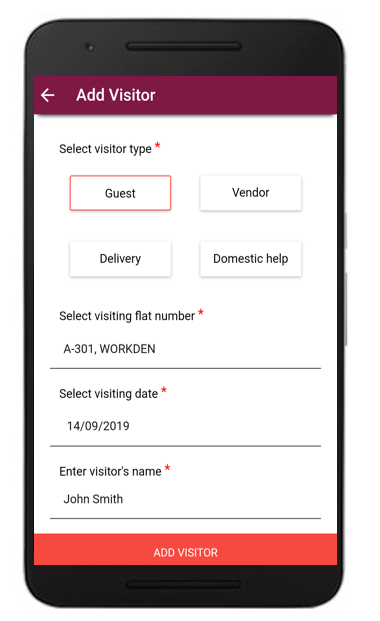 Add Visitor
Select visitor type *
Guest
Vendor
Delivery
Domestic help
Select visiting flat number *
A-301, WORKDEN
Select visiting date *
14/09/2019
Enter visitor's name *
John Smith
ADD VISITOR